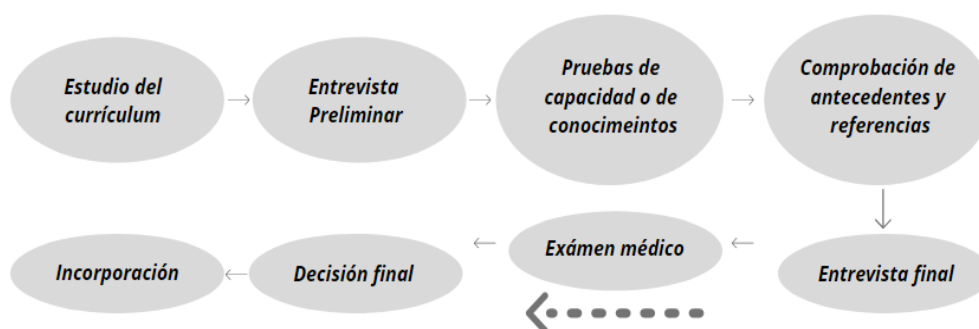 Estudio del
currículum
Entrevista
Preliminar
Pruebas de
capacidad o de
conocimeintos
Comprobación de
antecedentes y
referencias
Entrevista final
Exámen médico
Decisión final
Incorporación